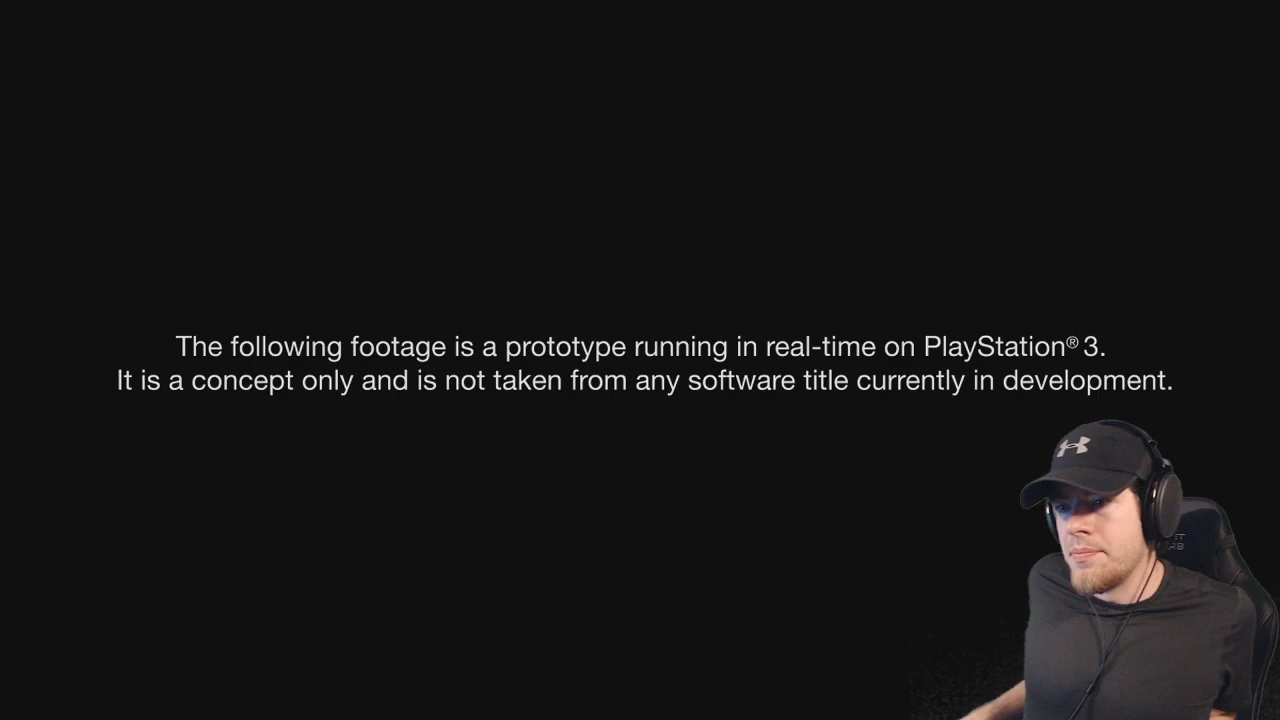 The following footage is a prototype running in real-time on PlayStation®3.
It is a concept only and is not taken from any software title currently in development.